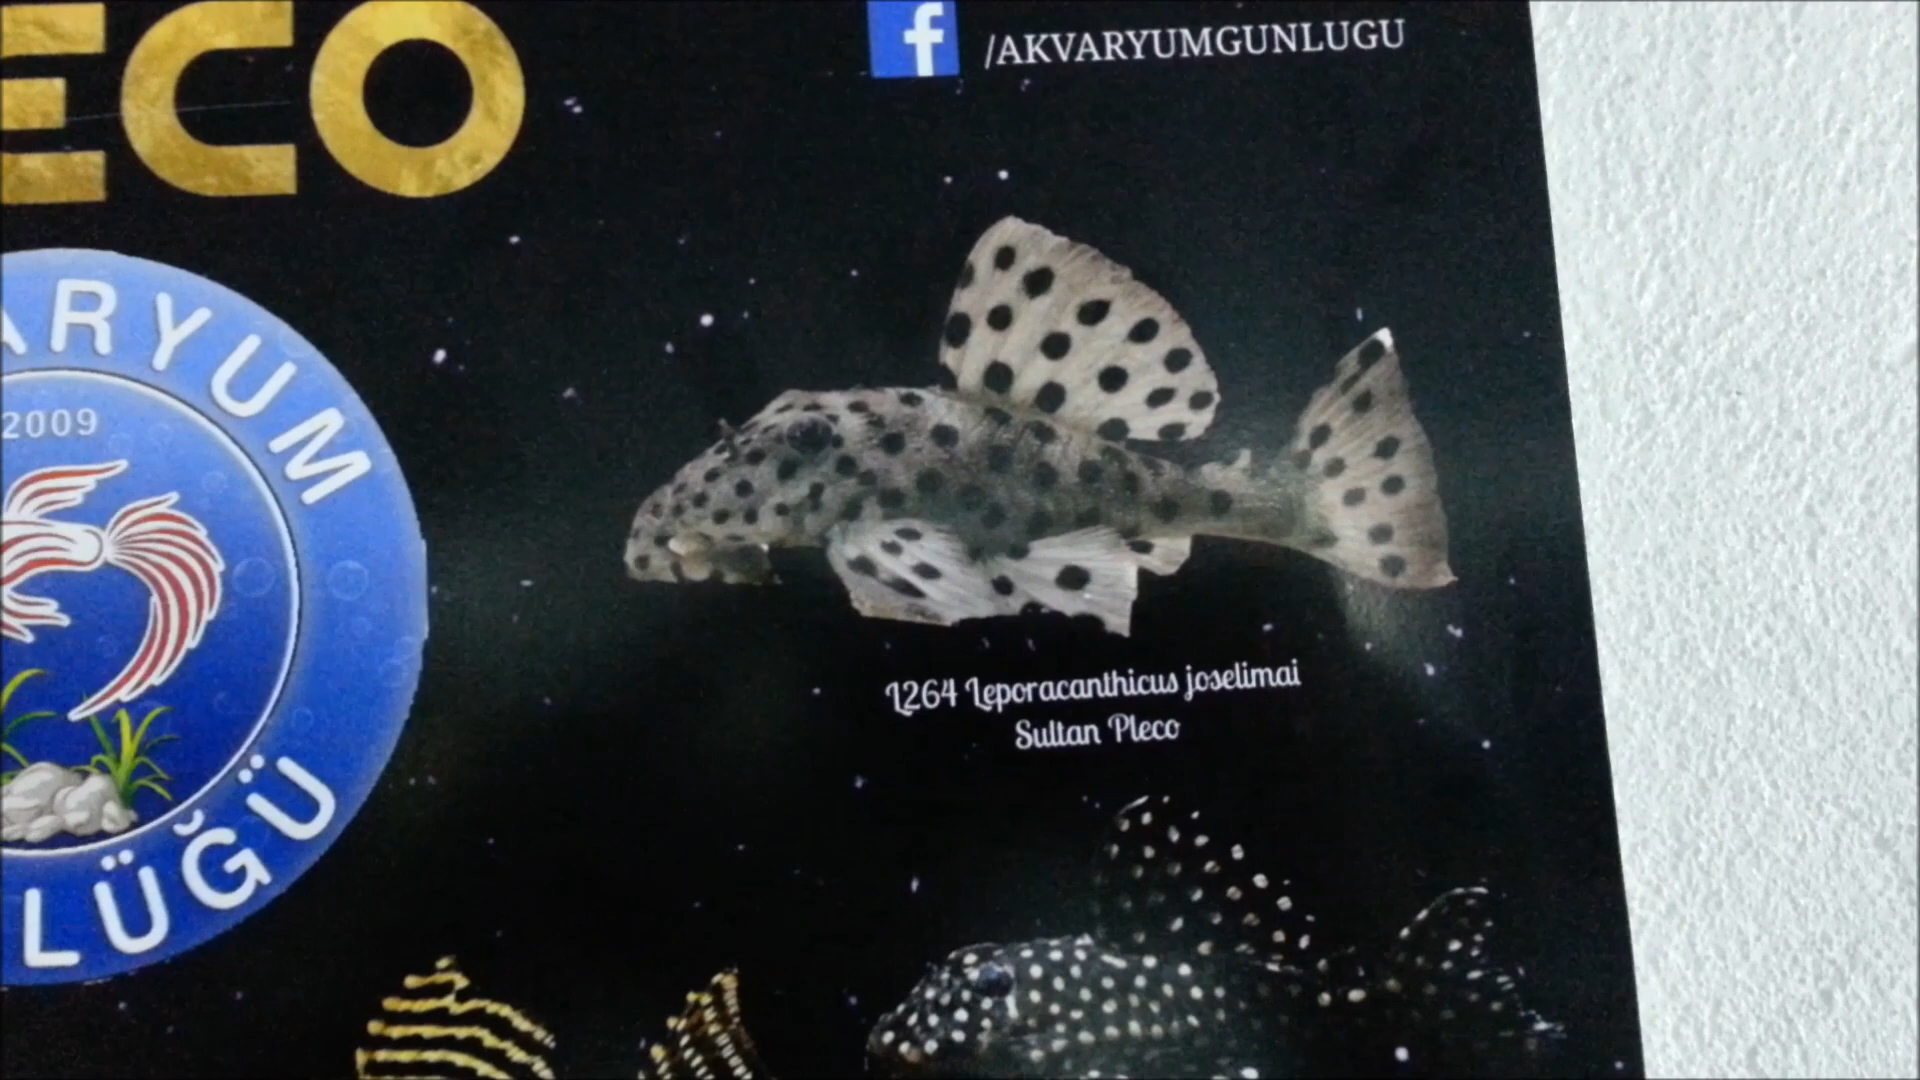 ECO
f /AKVARYUMGUNLUGU
ARYUM
2009
LÜĞÜ
L264 Leporacanthicus joselimai
Sultan Pleco